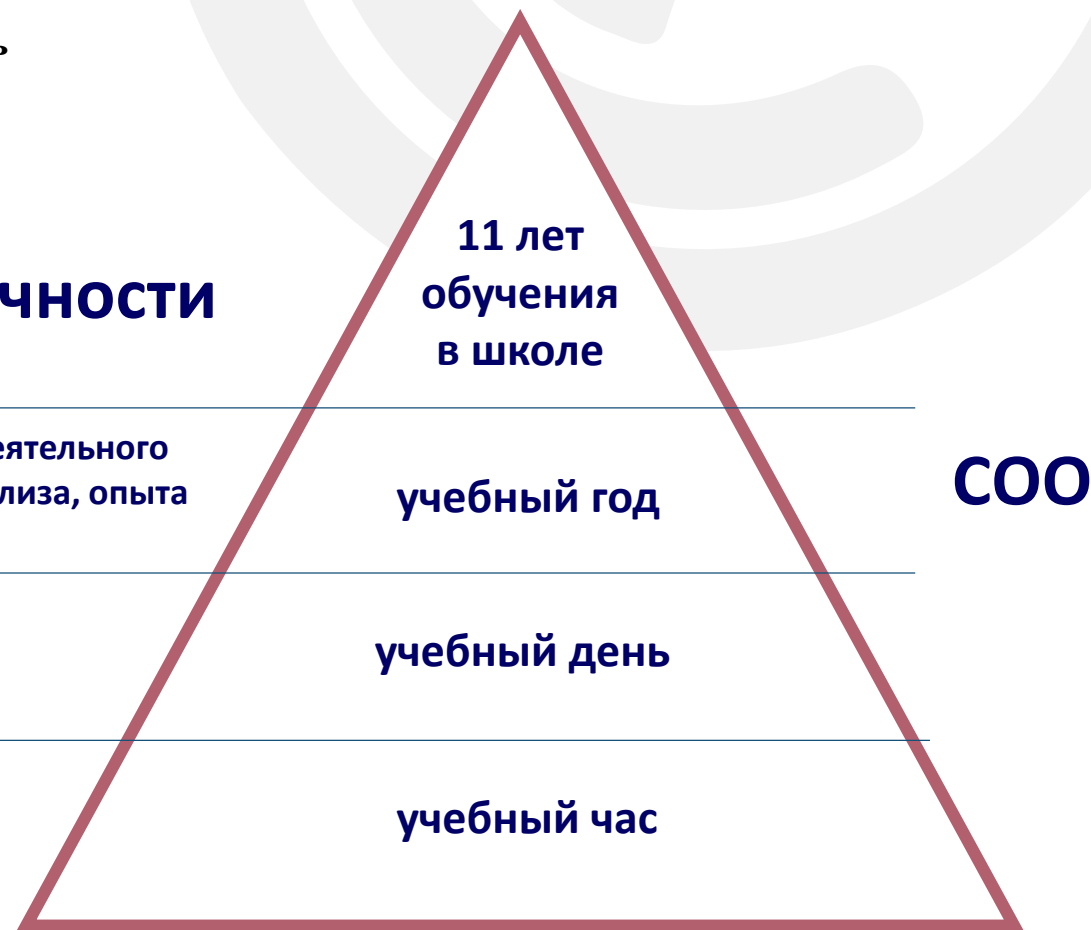 ь
11 лет
обучения
в школе
чности
еятельного
лиза, опыта
учебный год
СОО
учебный день
учебный час